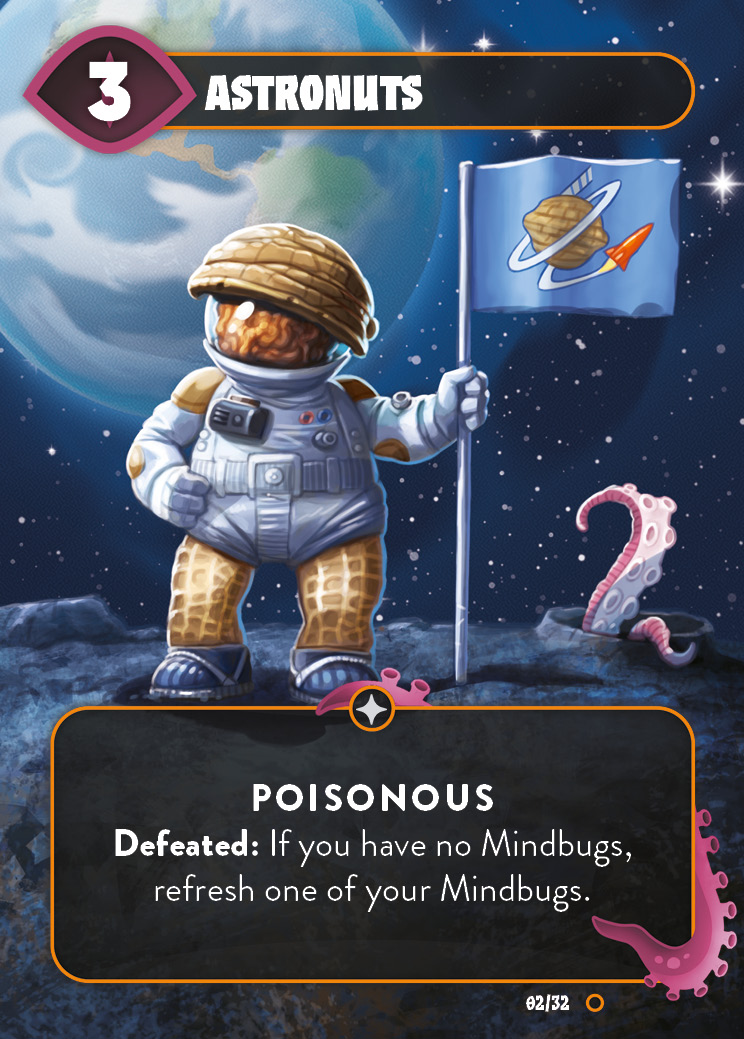 3 ASTRONUTS
POISONOUS
Defeated: If you have no Mindbugs,
refresh one of your Mindbugs.
02/32